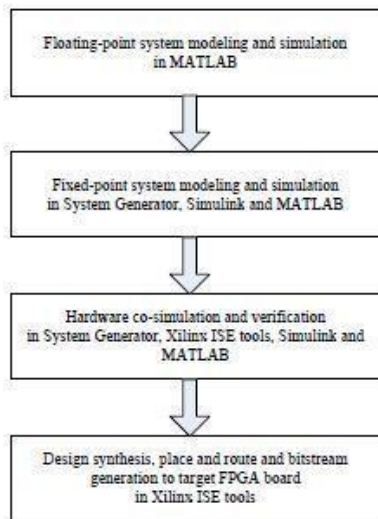 Floating-point system modeling and simulation
in MATLAB
Fixed-point system modeling and simulation
in System Generator, Simulink and MATLAB
Hardware co-simulation and verification
in System Generator, Xilinx ISE tools, Simulink and
MATLAB
Design synthesis, place and route and bitstream
generation to target FPGA board
in Xilinx ISE tools